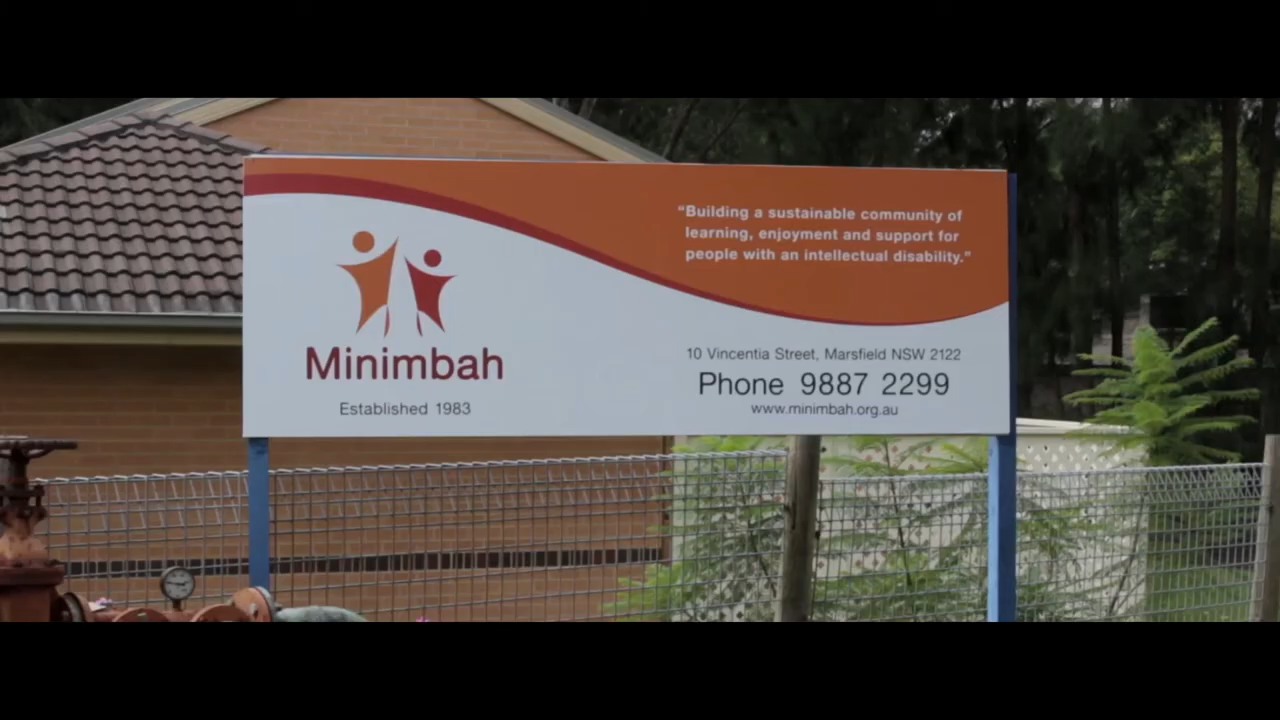 “Building a sustainable community of
learning, enjoyment and support for
people with an intellectual disability.”
Minimbah
Established 1983
10 Vincentia Street, Marsfield NSW 2122
Phone 9887 2299
www.minimbah.org.au